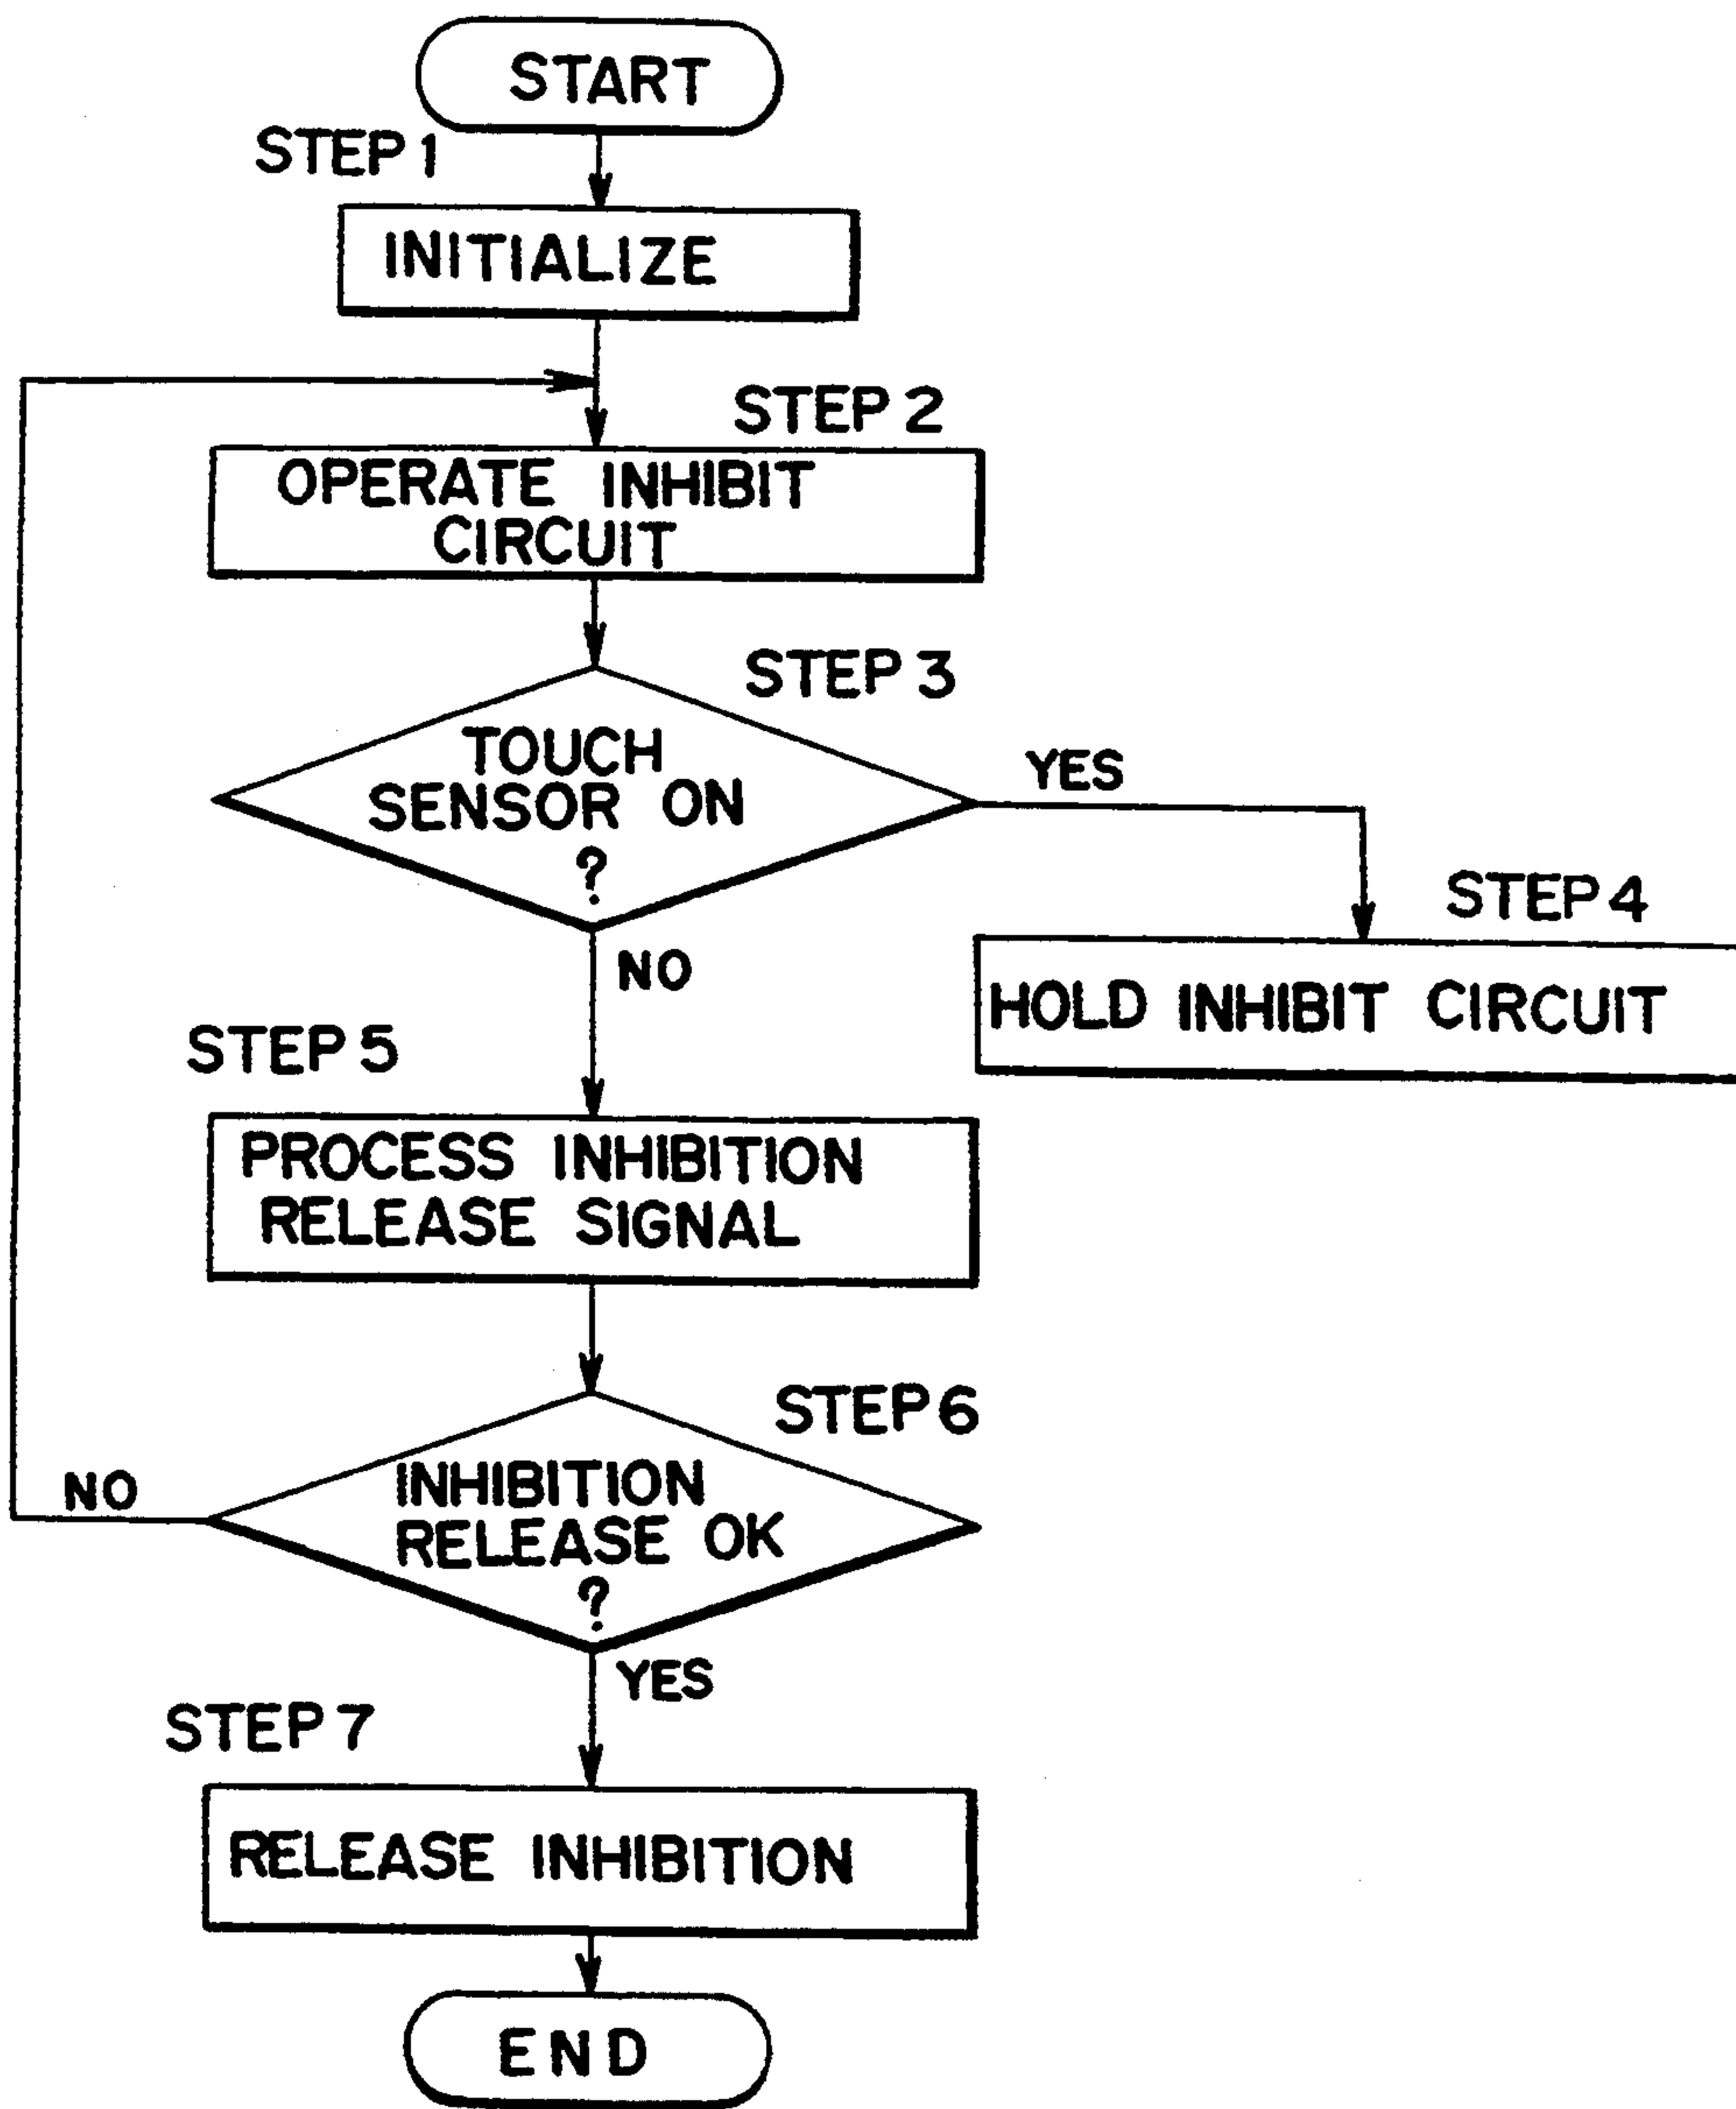 START
STEP 1
INITIALIZE
STEP 2
OPERATE INHIBIT
CIRCUIT
STEP 3
TOUCH
SENSOR ON
?
YES
NO
STEP 4
HOLD INHIBIT CIRCUIT
STEP 5
PROCESS INHIBITION
RELEASE SIGNAL
STEP 6
INHIBITION
RELEASE OK
?
NO
YES
STEP 7
RELEASE INHIBITION
END